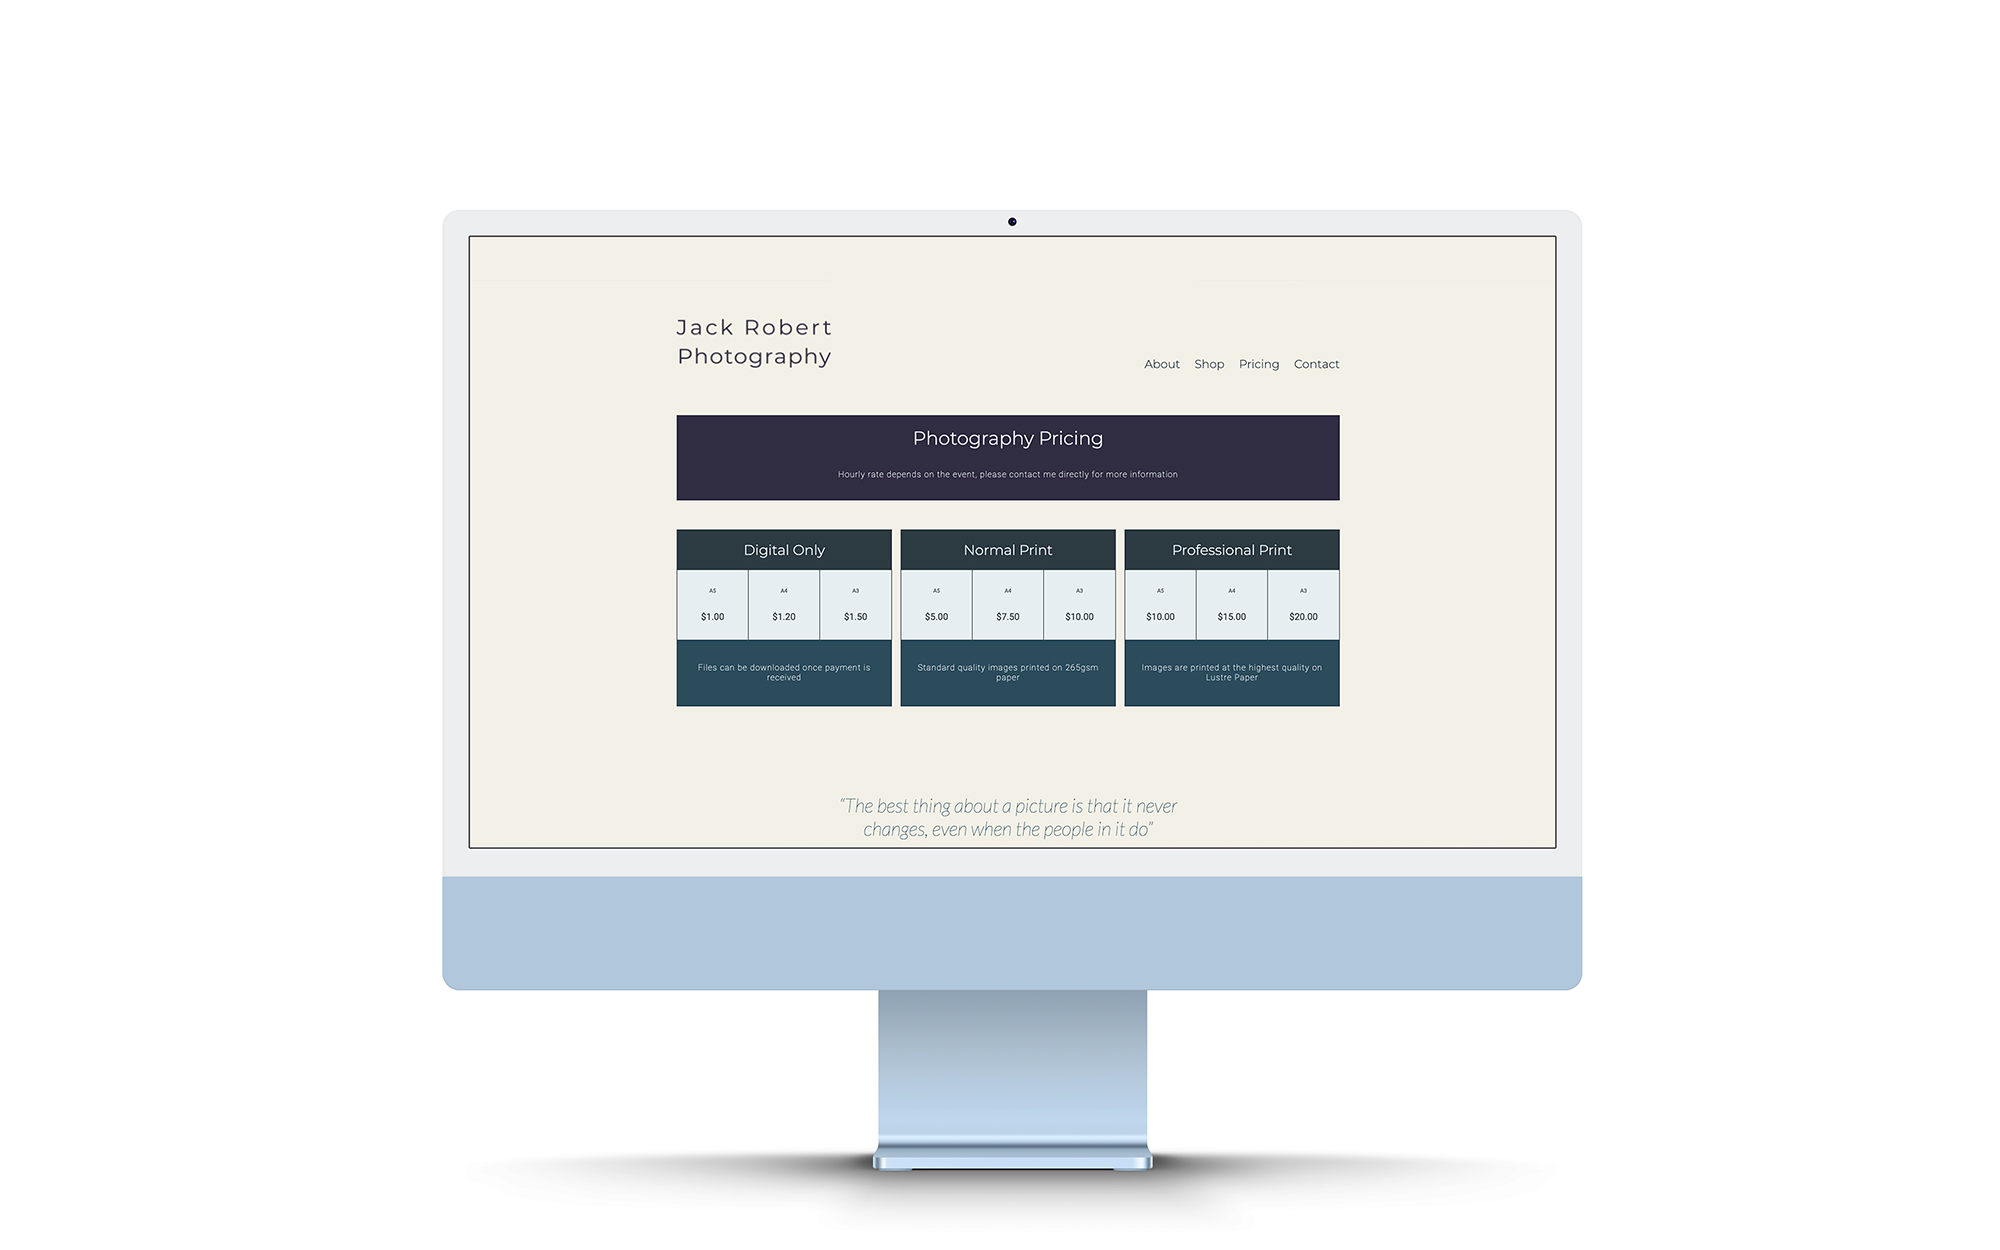 Jack Robert
Photography
About Shop Pricing Contact
Photography Pricing
Hourly rate depends on the event, please contact me directly for more information
Digital Only
A5 A4 A3
$1.00 $1.20 $1.50
Files can be downloaded once payment is
received
Normal Print
A5 A4 A3
$5.00 $7.50 $10.00
Standard quality images printed on 265gsm
paper
Professional Print
A5 A4 A3
$10.00 $15.00 $20.00
Images are printed at the highest quality on
Lustre Paper
“The best thing about a picture is that it never
changes, even when the people in it do”